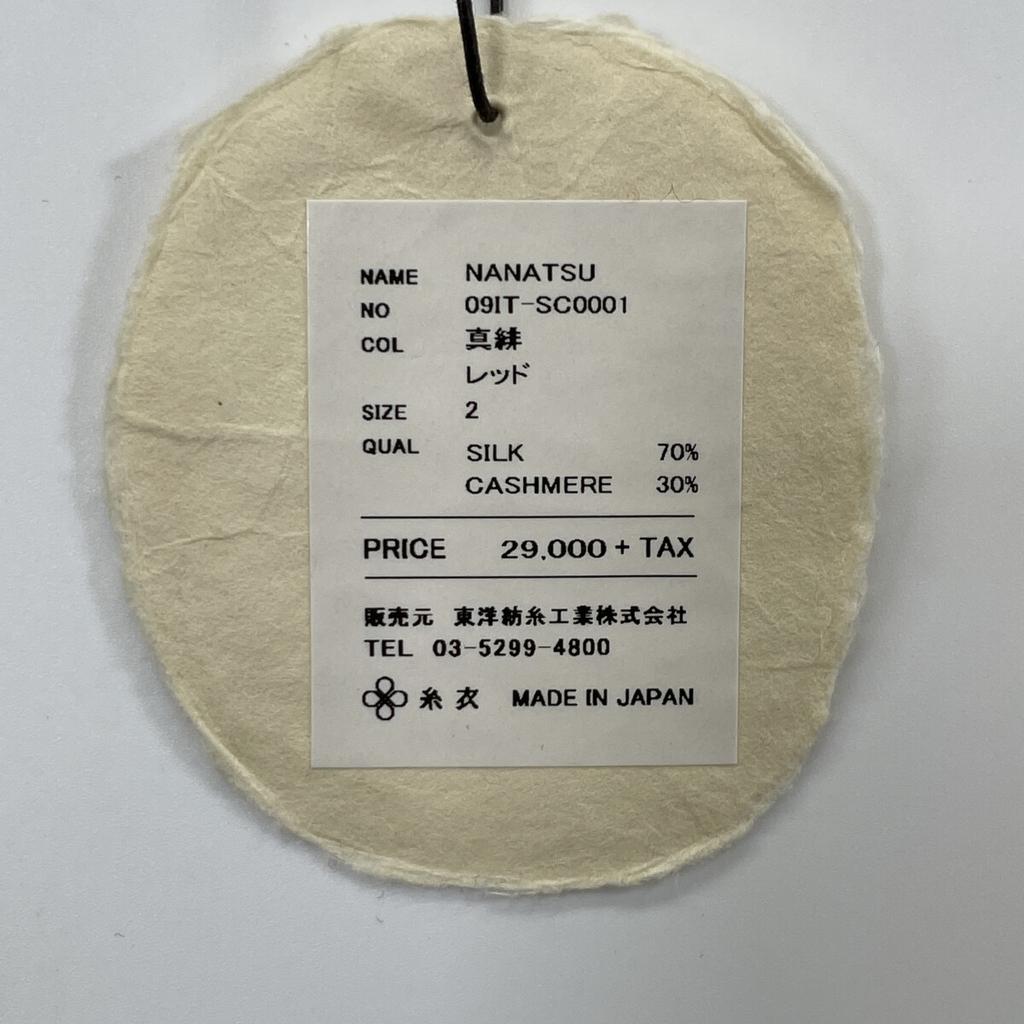 NAME NANATSU
NO 09IT-SC0001
COL 真緋
レッド
SIZE 2
QUAL SILK 70%
CASHMERE 30%
PRICE 29,000 + TAX
販売元 東洋紡糸工業株式会社
TEL 03-5299-4800
糸衣 MADE IN JAPAN